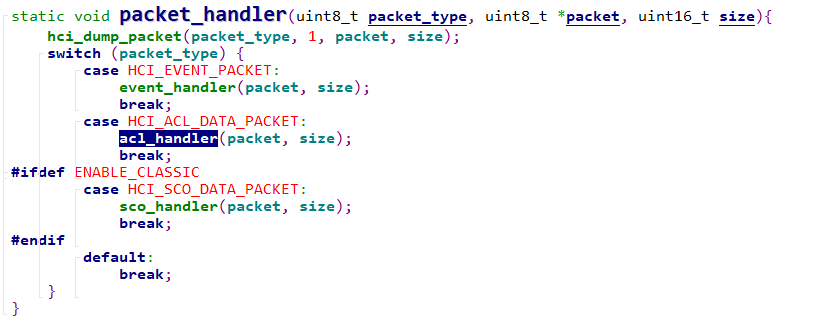 static void packet_handler(uint8_t packet_type, uint8_t *packet, uint16_t size){
    hci_dump_packet(packet_type, 1, packet, size);
    switch (packet_type) {
        case HCI_EVENT_PACKET:
            event_handler(packet, size);
            break;
        case HCI_ACL_DATA_PACKET:
            acl_handler(packet, size);
            break;
#ifdef ENABLE_CLASSIC
        case HCI_SCO_DATA_PACKET:
            sco_handler(packet, size);
            break;
#endif
        default:
            break;
    }
}